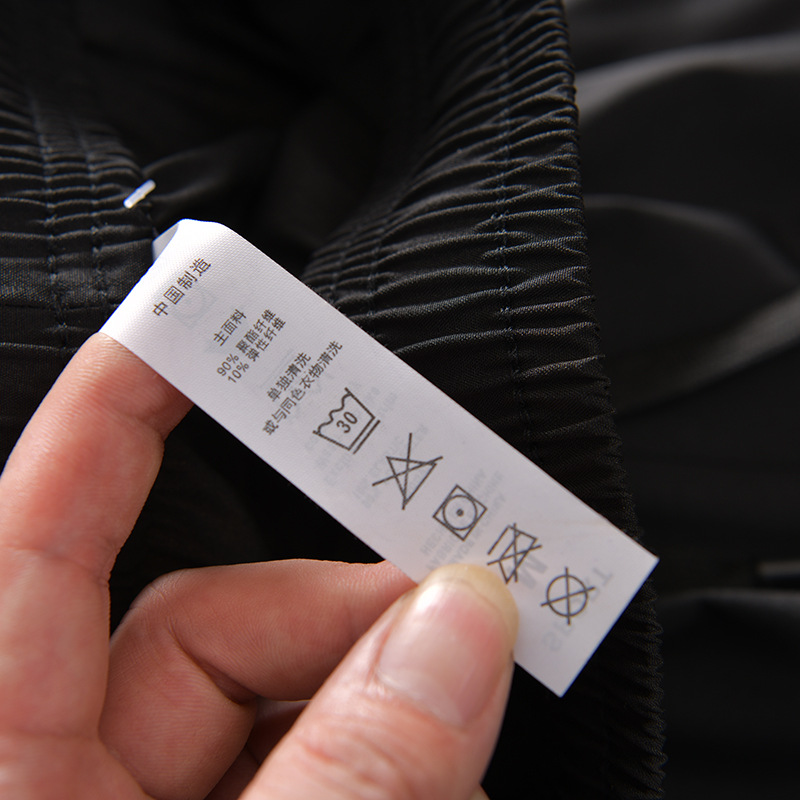 中国制造
主面料
90% 聚酯纤维
10% 弹性纤维
单独清洗
或与同色衣物清洗
30